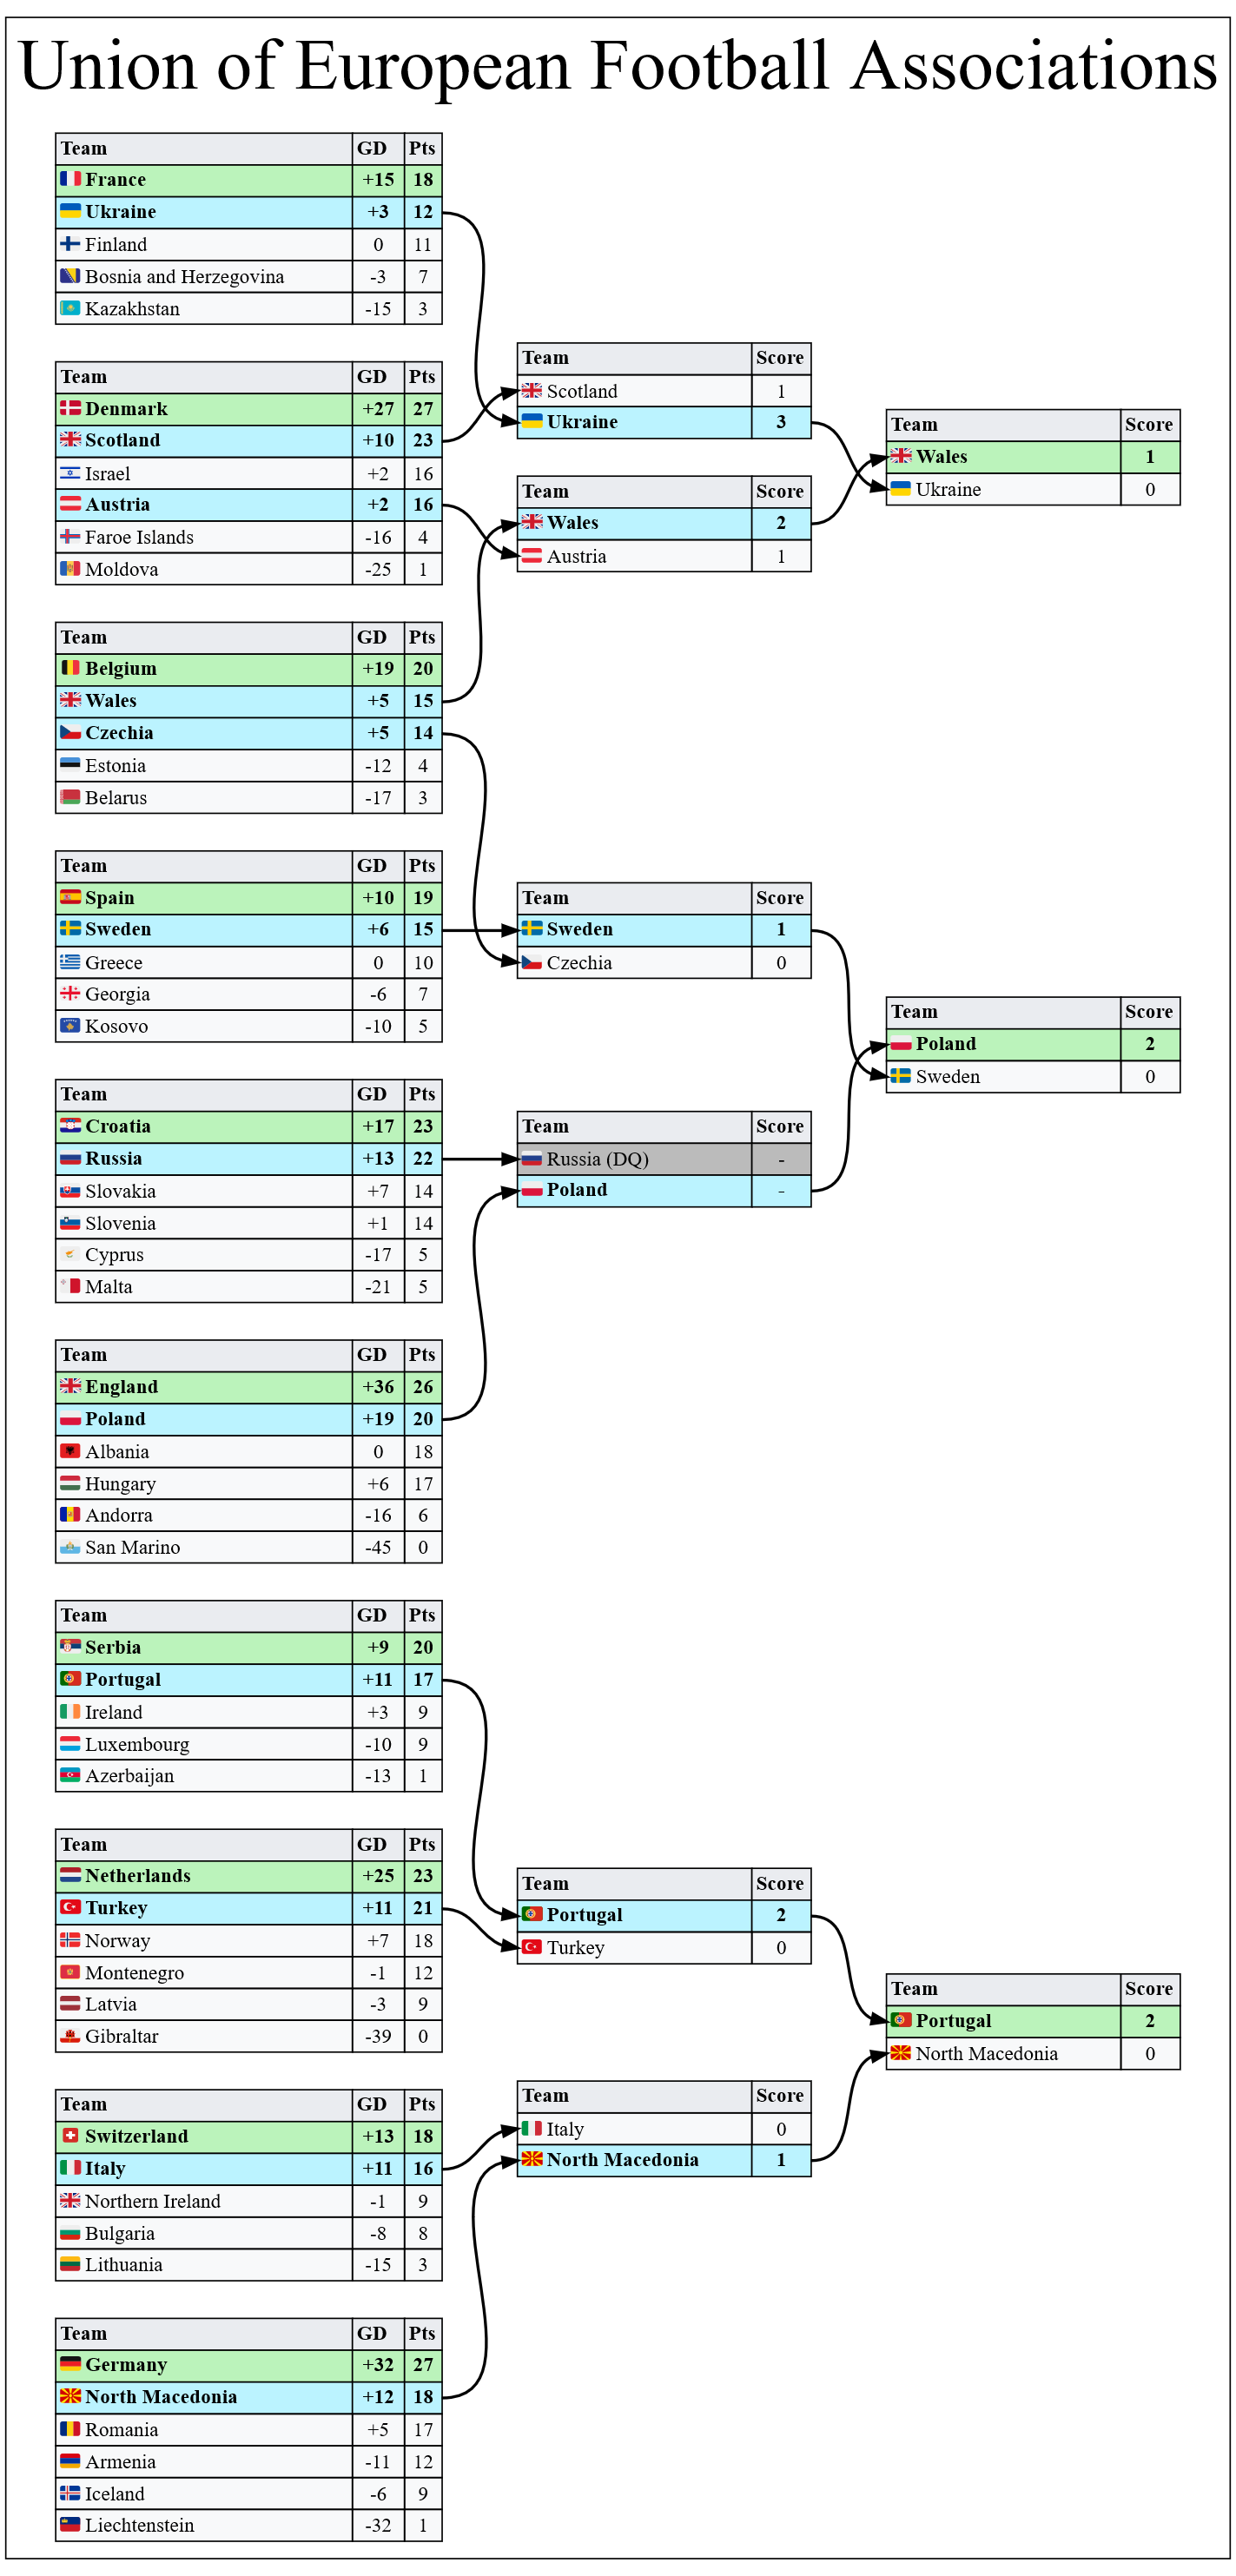 Union of European Football Associations
Team GD Pts
France +15 18
Ukraine +3 12
Finland 0 11
Bosnia and Herzegovina -3 7
Kazakhstan -15 3
Team GD Pts
Denmark +27 27
Scotland +10 23
Israel +2 16
Austria +2 16
Faroe Islands -16 4
Moldova -25 1
Team GD Pts
Belgium +19 20
Wales +5 15
Czechia +5 14
Estonia -12 4
Belarus -17 3
Team GD Pts
Spain +10 19
Sweden +6 15
Greece 0 10
Georgia -6 7
Kosovo -10 5
Team GD Pts
Croatia +17 23
Russia +13 22
Slovakia +7 14
Slovenia +1 14
Cyprus -17 5
Malta -21 5
Team GD Pts
England +36 26
Poland +19 20
Albania 0 18
Hungary +6 17
Andorra -16 6
San Marino -45 0
Team GD Pts
Serbia +9 20
Portugal +11 17
Ireland +3 9
Luxembourg -10 9
Azerbaijan -13 1
Team GD Pts
Netherlands +25 23
Turkey +11 21
Norway +7 18
Montenegro -1 12
Latvia -3 9
Gibraltar -39 0
Team GD Pts
Switzerland +13 18
Italy +11 16
Northern Ireland -1 9
Bulgaria -8 8
Lithuania -15 3
Team GD Pts
Germany +32 27
North Macedonia +12 18
Romania +5 17
Armenia -11 12
Iceland -6 9
Liechtenstein -32 1
Team Score
Scotland 1
Ukraine 3
Team Score
Wales 2
Austria 1
Team Score
Sweden 1
Czechia 0
Team Score
Russia (DQ) -
Poland -
Team Score
Portugal 2
Turkey 0
Team Score
Italy 0
North Macedonia 1
Team Score
Wales 1
Ukraine 0
Team Score
Poland 2
Sweden 0
Team Score
Portugal 2
North Macedonia 0